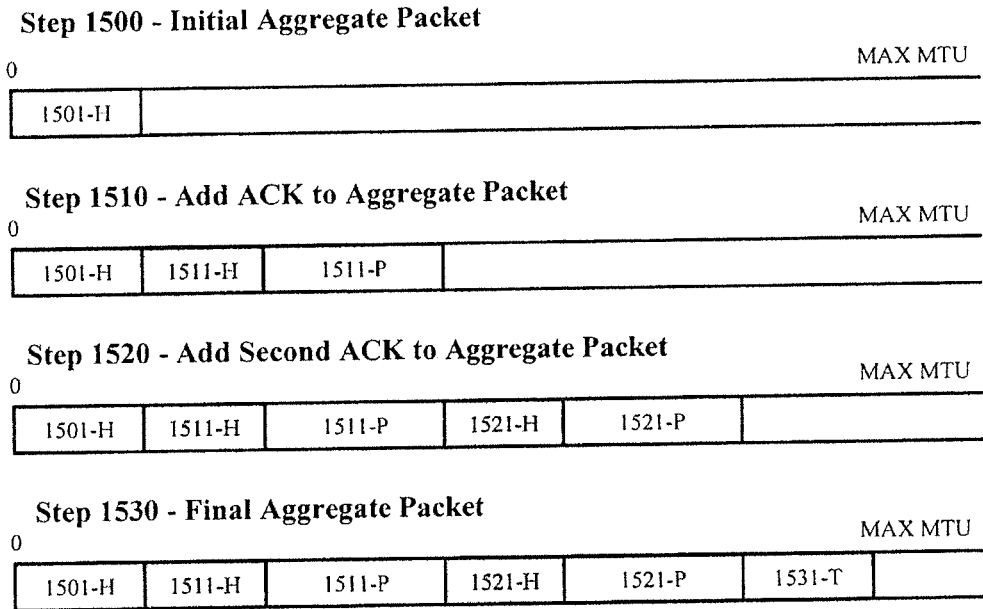 Step 1500 - Initial Aggregate Packet
0 MAX MTU
1501-H
Step 1510 - Add ACK to Aggregate Packet
0 MAX MTU
1501-H 1511-H 1511-P
Step 1520 - Add Second ACK to Aggregate Packet
0 MAX MTU
1501-H 1511-H 1511-P 1521-H 1521-P
Step 1530 - Final Aggregate Packet
0 MAX MTU
1501-H 1511-H 1511-P 1521-H 1521-P 1531-T